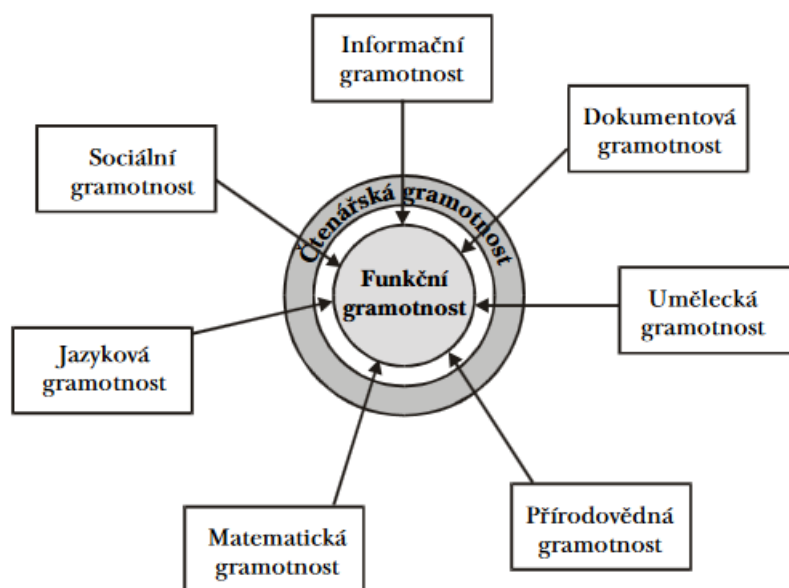 Informační
gramotnost
Dokumentová
gramotnost
Sociální
gramotnost
Čtenářská gramotnost
Funkční
gramotnost
Umělecká
gramotnost
Jazyková
gramotnost
Přírodovědná
gramotnost
Matematická
gramotnost